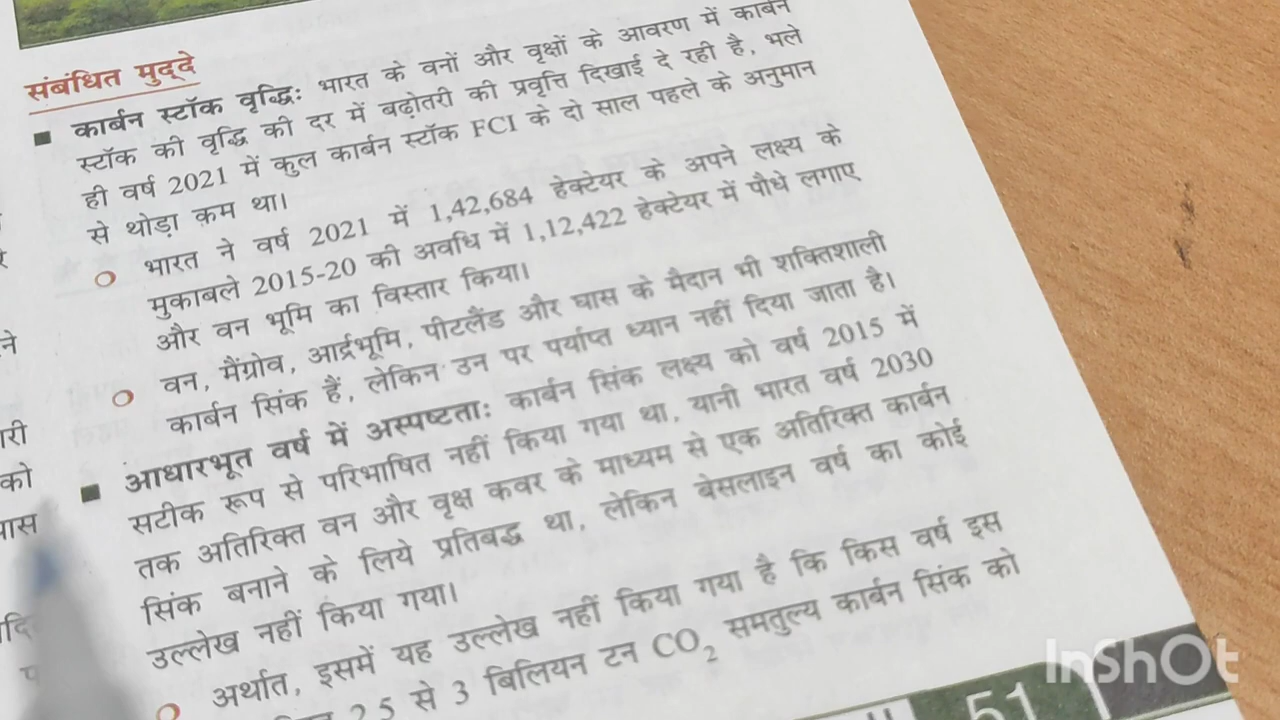 संबंधित मुद्दे
■ कार्बन स्टॉक वृद्धि: भारत के वनों और वृक्षों के आवरण में कार्बन
स्टॉक की वृद्धि की दर में बढ़ोतरी की प्रवृत्ति दिखाई दे रही है, भले
ही वर्ष 2021 में कुल कार्बन स्टॉक FCI के दो साल पहले के अनुमान
से थोड़ा कम था।
भारत ने वर्ष 2021 में 1,42,684 हेक्टेयर के अपने लक्ष्य के
मुकाबले 2015-20 की अवधि में 1,12,422 हेक्टेयर में पौधे लगाए
और वन भूमि का विस्तार किया।
वन, मैंग्रोव, आर्द्रभूमि, पीटलैंड और घास के मैदान भी शक्तिशाली
कार्बन सिंक हैं, लेकिन उन पर पर्याप्त ध्यान नहीं दिया जाता है।
■ आधारभूत वर्ष में अस्पष्टता: कार्बन सिंक लक्ष्य को वर्ष 2015 में
सटीक रूप से परिभाषित नहीं किया गया था, यानी भारत वर्ष 2030
तक अतिरिक्त वन और वृक्ष कवर के माध्यम से एक अतिरिक्त कार्बन
सिंक बनाने के लिये प्रतिबद्ध था, लेकिन बेसलाइन वर्ष का कोई
उल्लेख नहीं किया गया।
अर्थात, इसमें यह उल्लेख नहीं किया गया है कि किस वर्ष इस
2.5 से 3 बिलियन टन CO₂ समतुल्य कार्बन सिंक को
51
InShOt